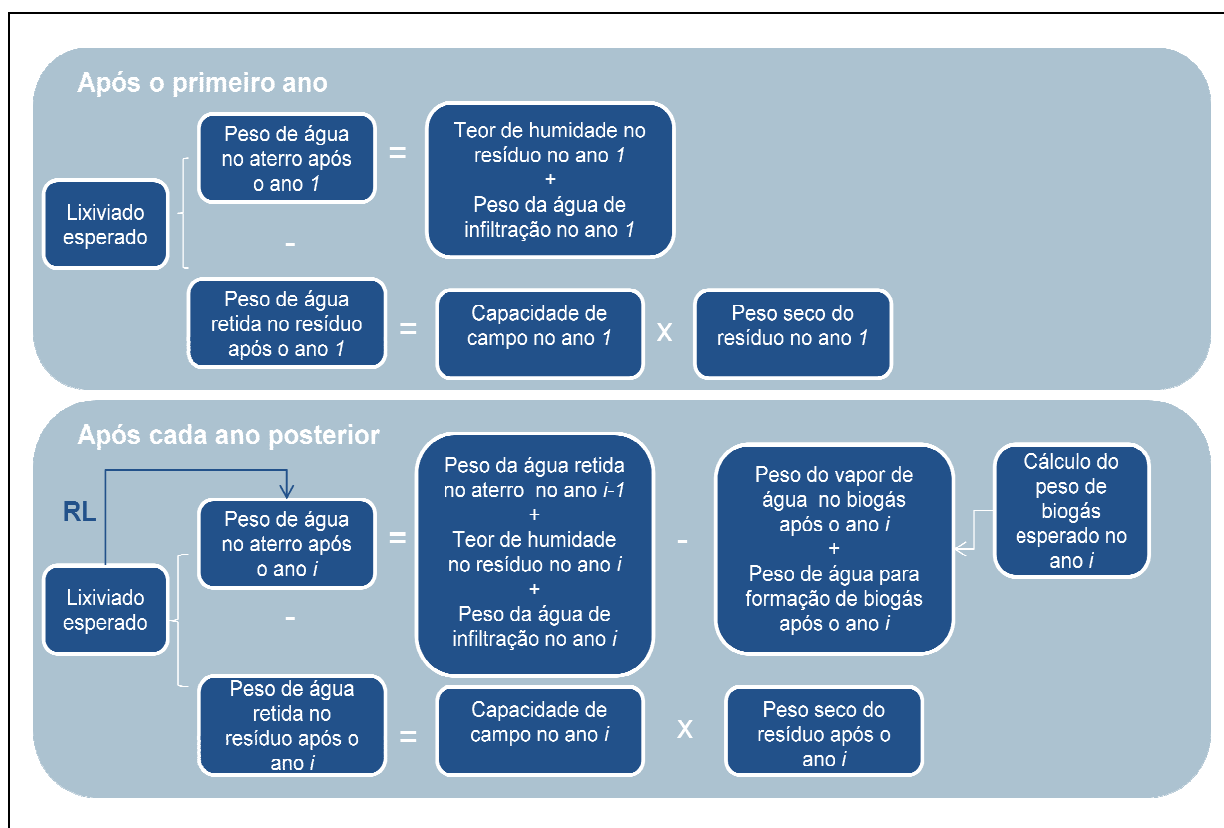 Após o primeiro ano
Peso de água
no aterro após
o ano 1
=
Teor de humidade no
resíduo no ano 1
+
Peso da água de
infiltração no ano 1
Lixiviado
esperado
-
Peso de água
retida no resíduo
após o ano 1
=
Capacidade de
campo no ano 1
x
Peso seco do
resíduo no ano 1
Após cada ano posterior
RL
Peso de água
no aterro após
o ano i
=
Peso da água retida
no aterro no ano i-1
+
Teor de humidade
no resíduo no ano i
+
Peso da água de
infiltração no ano i
-
Peso do vapor de
água no biogás
após o ano i
+
Peso de água para
formação de biogás
após o ano i
Cálculo do
peso de
biogás
esperado no
ano i
Lixiviado
esperado
-
Peso de água
retida no
resíduo após o
ano i
=
Capacidade de
campo no ano i
x
Peso seco do
resíduo após o
ano i